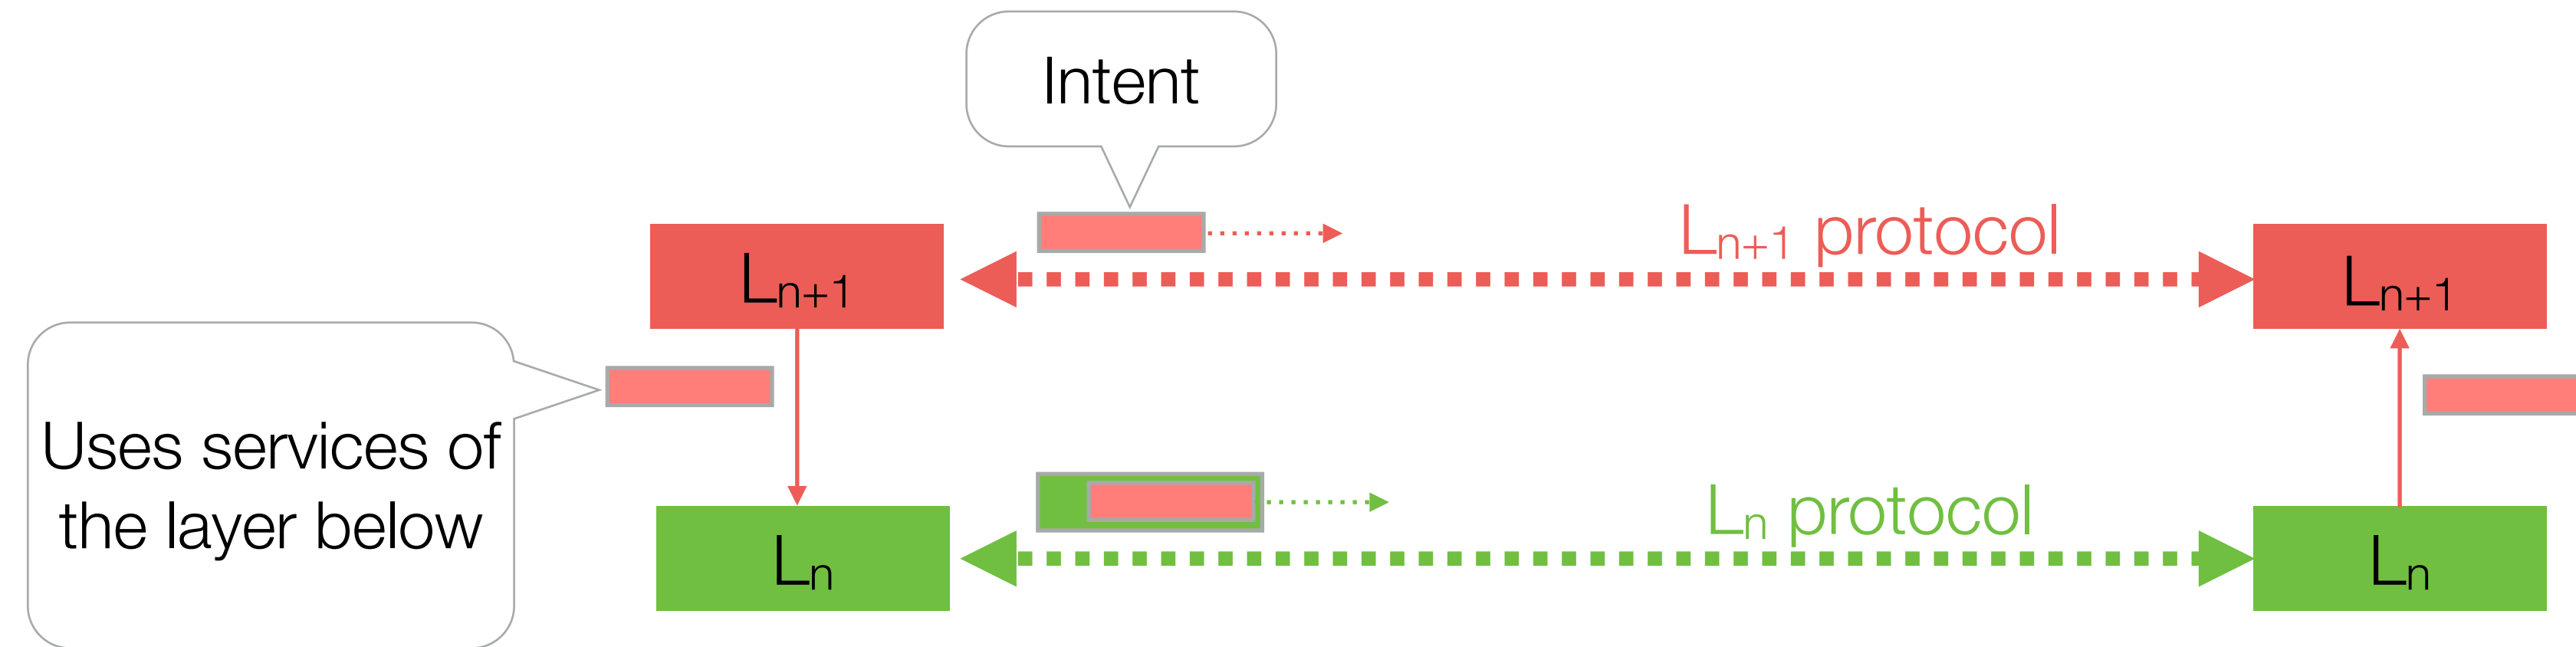 Intent
Lₙ₊₁ protocol
Lₙ₊₁
Lₙ₊₁
Uses services of
the layer below
Lₙ protocol
Lₙ
Lₙ